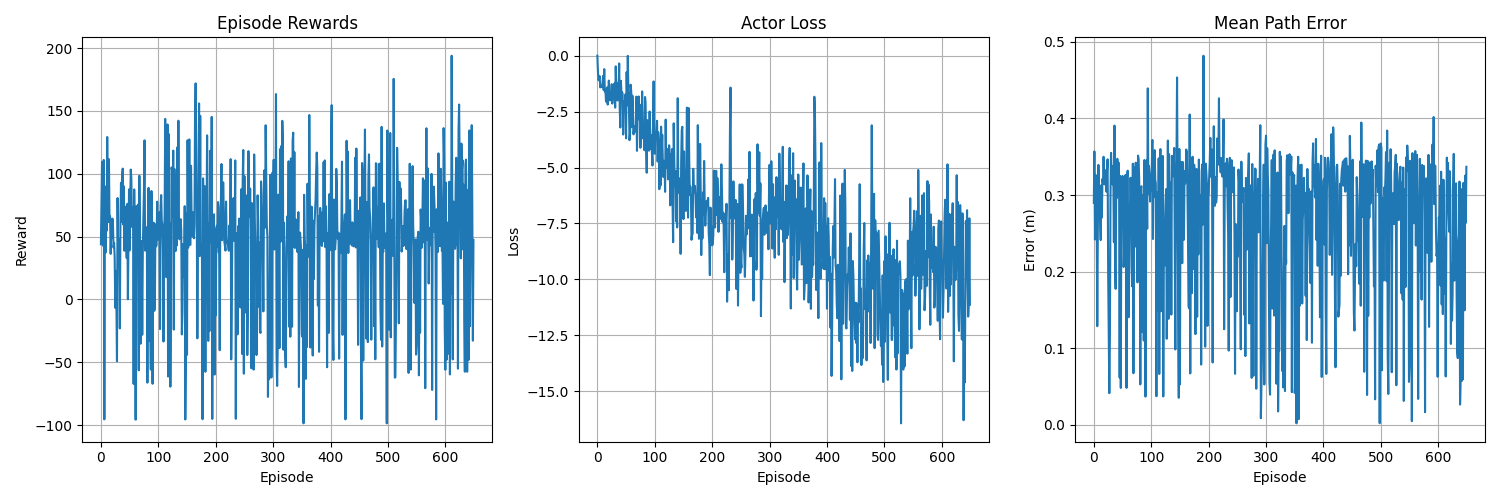 Episode Rewards
Reward
200
150
100
50
0
−50
−100
0 100 200 300 400 500 600
Episode
Actor Loss
Loss
0.0
−2.5
−5.0
−7.5
−10.0
−12.5
−15.0
0 100 200 300 400 500 600
Episode
Mean Path Error
Error (m)
0.5
0.4
0.3
0.2
0.1
0.0
0 100 200 300 400 500 600
Episode